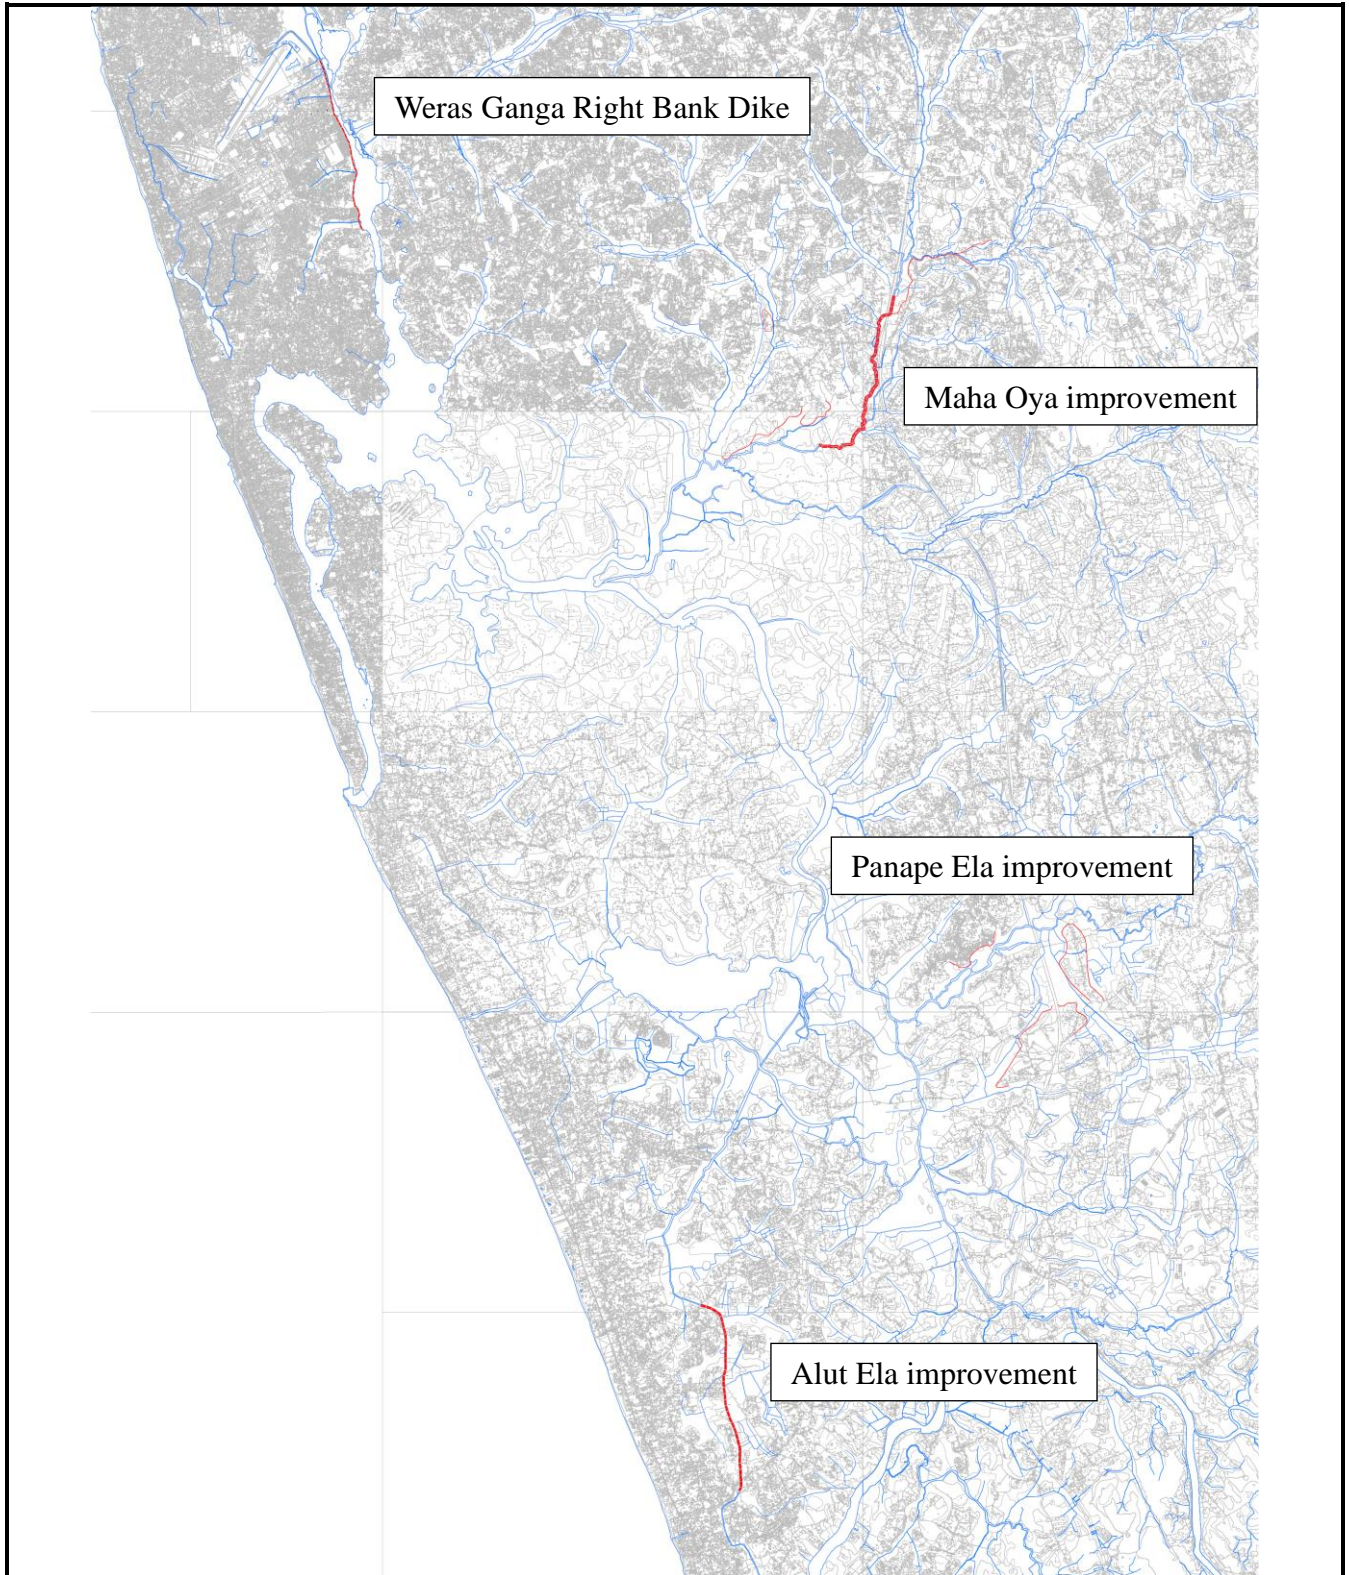 Weras Ganga Right Bank Dike
Maha Oya improvement
Panape Ela improvement
Alut Ela improvement